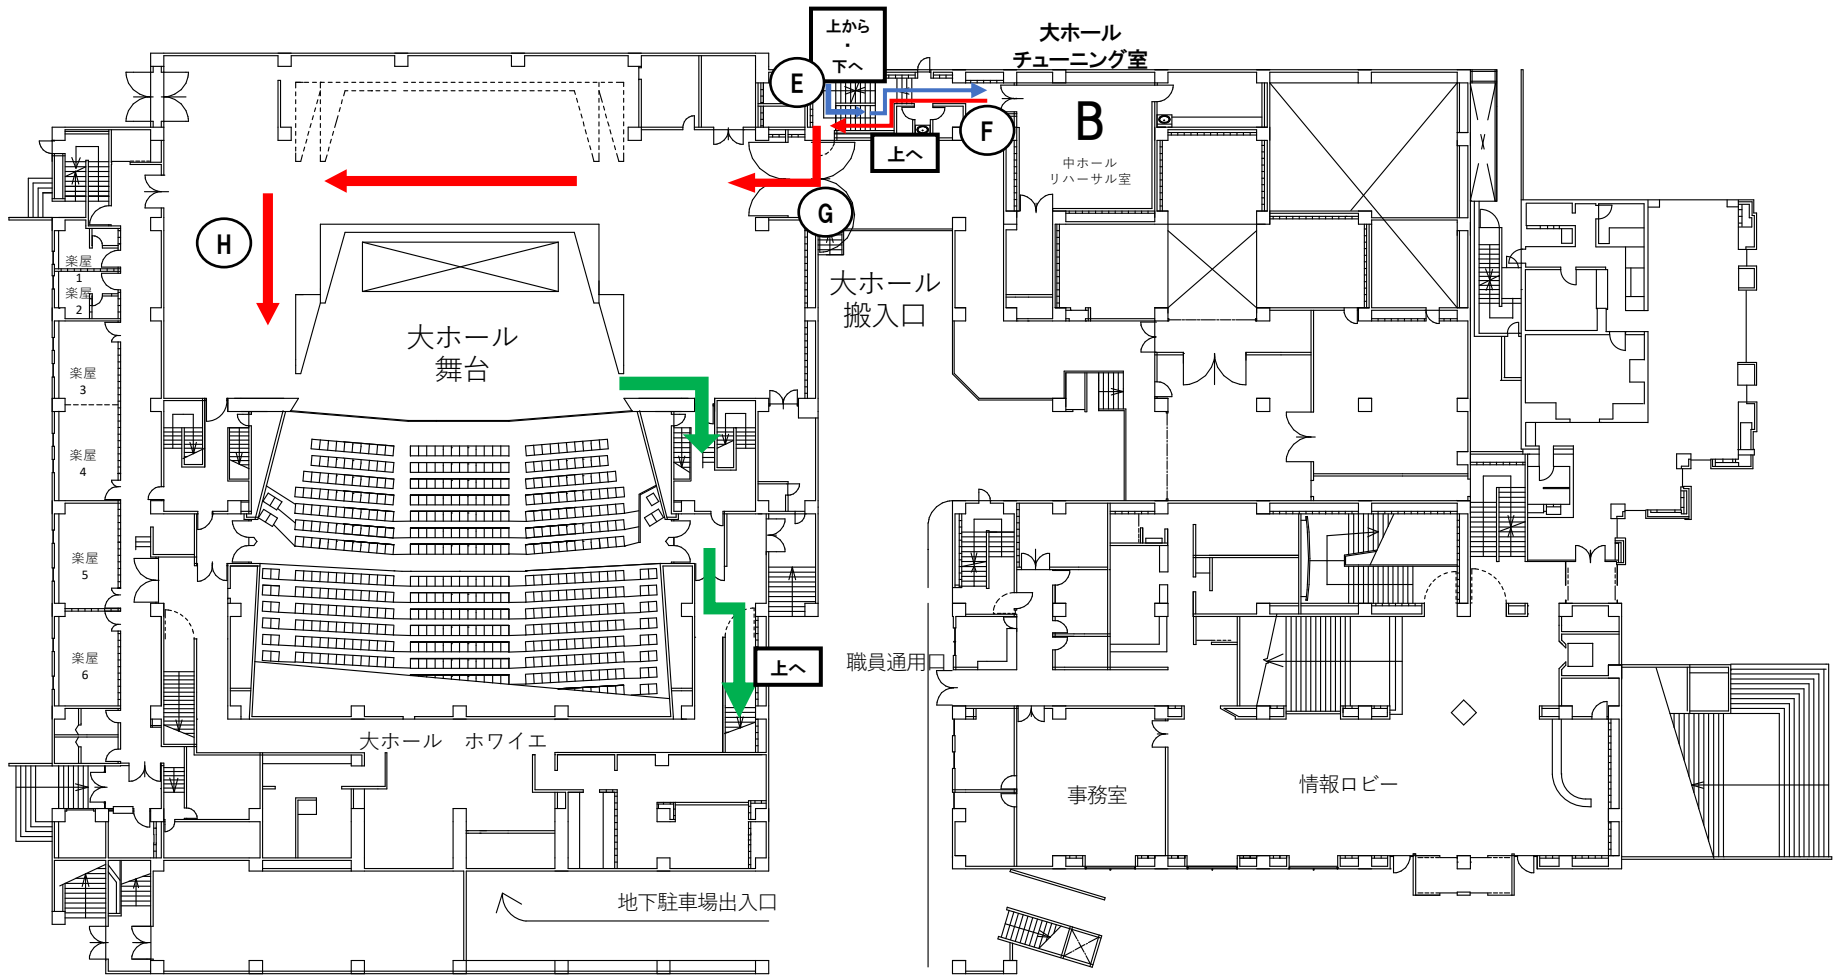 上から
・
下へ
大ホール
チューニング室
E
B
F
上へ
中ホール
リハーサル室
G
H
楽屋
1
楽屋
2
大ホール
搬入口
大ホール
舞台
楽屋
3
楽屋
4
楽屋
5
楽屋
6
上へ
職員通用口
大ホール　ホワイエ
事務室
情報ロビー
地下駐車場出入口